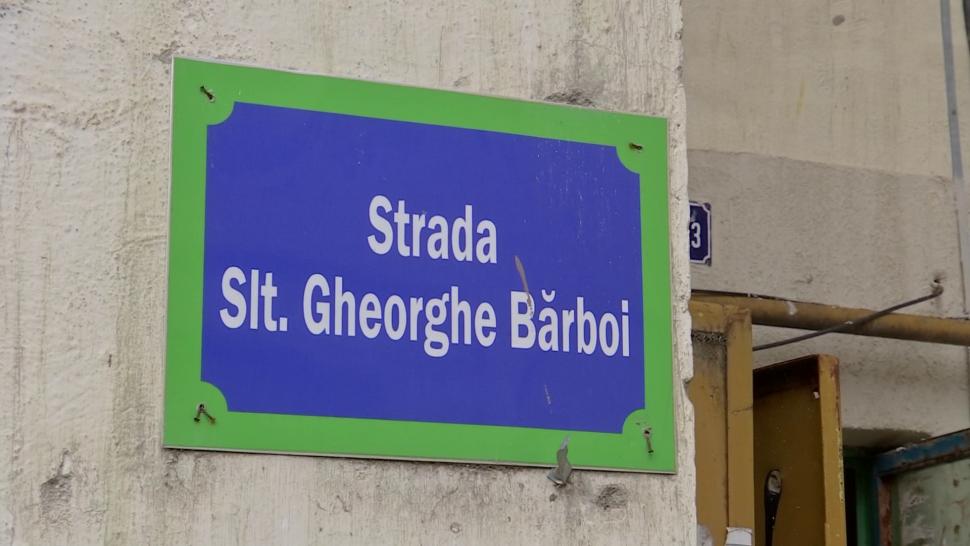 Strada
Slt. Gheorghe Bărboi
3